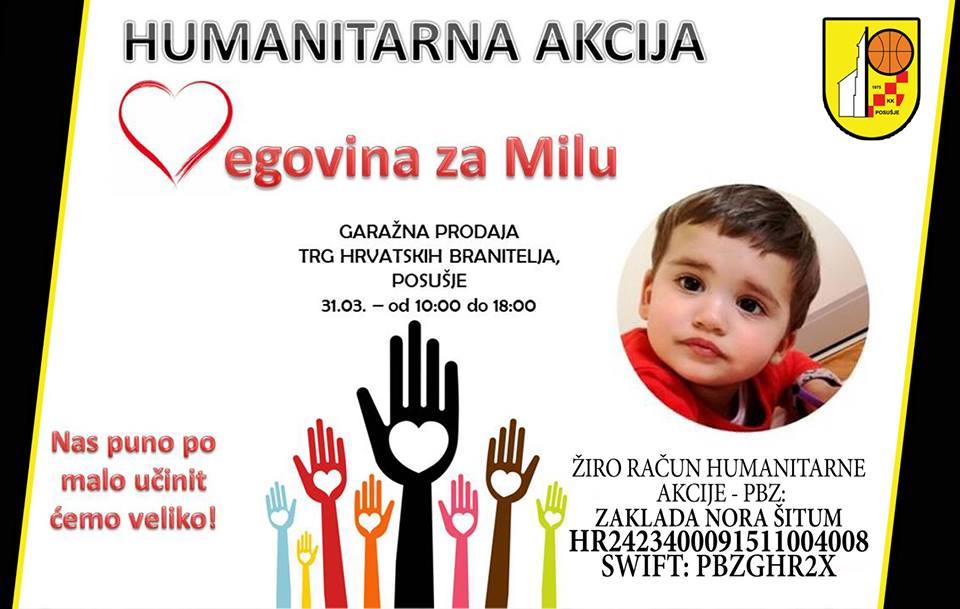 HUMANITARNA AKCIJA
1975
KK
POSUŠJE
egovina za Milu
GARAŽNA PRODAJA
TRG HRVATSKIH BRANITELJA,
POSUŠJE
31.03. – od 10:00 do 18:00
Nas puno po
malo učinit
ćemo veliko!
ŽIRO RAČUN HUMANITARNE
AKCIJE - PBZ:
ZAKLADA NORA ŠITUM
HR2423400091511004008
SWIFT: PBZGHR2X